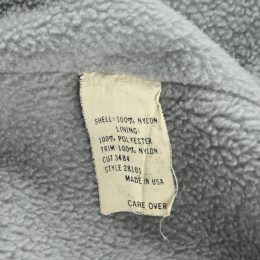 SHELL: 100% NYLON
LINING:
100% POLYESTER
TRIM: 100% NYLON
CUT 3484
STYLE 28101
MADE IN USA
CARE OVER